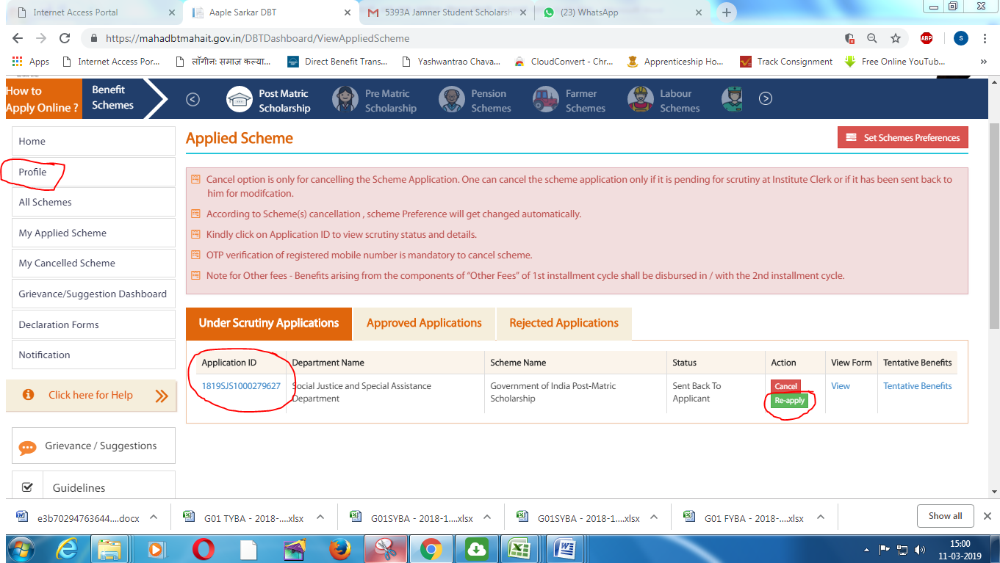 Internet Access Portal
Aaple Sarkar DBT
5393A Jamner Student Scholarsh
(23) WhatsApp
https://mahadbtmahait.gov.in/DBTDashboard/ViewAppliedScheme
ABP
S
Apps
Internet Access Por...
लॉगीन: समाज कल्या...
Direct Benefit Trans...
Yashwantrao Chava...
CloudConvert - Chr...
Apprenticeship Ho...
Track Consignment
Free Online YouTub...
How to
Apply Online ?
Benefit
Schemes
Post Matric
Scholarship
Pre Matric
Scholarship
Pension
Schemes
Farmer
Schemes
Labour
Schemes
Home
Profile
All Schemes
My Applied Scheme
My Cancelled Scheme
Grievance/Suggestion Dashboard
Declaration Forms
Notification
Click here for Help
Grievance / Suggestions
Guidelines
Applied Scheme
Set Schemes Preferences
Cancel option is only for cancelling the Scheme Application. One can cancel the scheme application only if it is pending for scrutiny at Institute Clerk or if it has been sent back to
him for modifcation.
According to Scheme(s) cancellation , scheme Preference will get changed automatically.
Kindly click on Application ID to view scrutiny status and details.
OTP verification of registered mobile number is mandatory to cancel scheme.
Note for Other fees - Benefits arising from the components of "Other Fees" of 1st installment cycle shall be disbursed in / with the 2nd installment cycle.
Under Scrutiny Applications
Approved Applications
Rejected Applications
Application ID
Department Name
Scheme Name
Status
Action
View Form
Tentative Benefits
1819SJS1000279627
Social Justice and Special Assistance
Department
Government of India Post-Matric
Scholarship
Sent Back To
Applicant
Cancel
Re-apply
View
Tentative Benefits
e3b70294763644....docx
G01 TYBA - 2018-....xlsx
G01SYBA - 2018-1....xlsx
G01SYBA - 2018-1....xlsx
G01 FYBA - 2018-....xlsx
Show all
15:00
11-03-2019